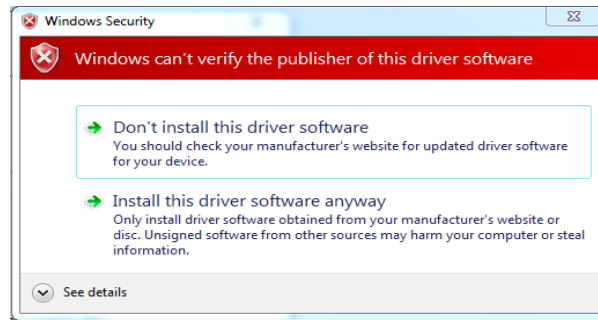 Windows Security
Windows can't verify the publisher of this driver software
Don't install this driver software
You should check your manufacturer's website for updated driver software
for your device.
Install this driver software anyway
Only install driver software obtained from your manufacturer's website or
disc. Unsigned software from other sources may harm your computer or steal
information.
See details